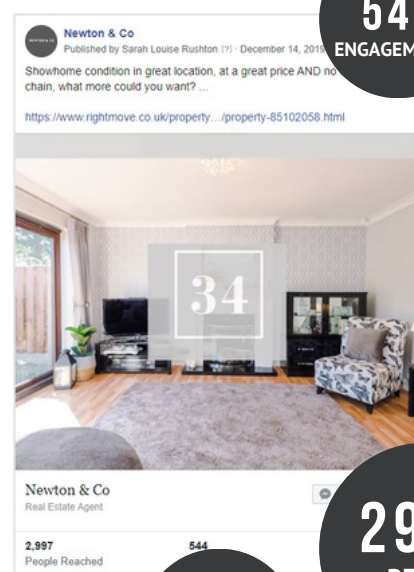 Newton & Co
Published by Sarah Louise Rushton [?] · December 14, 2019
54
ENGAGEM
Showhome condition in great location, at a great price AND no
chain, what more could you want? ...
https://www.rightmove.co.uk/property.../property-85102058.html
34
Newton & Co
Real Estate Agent
2,997
People Reached
544
29